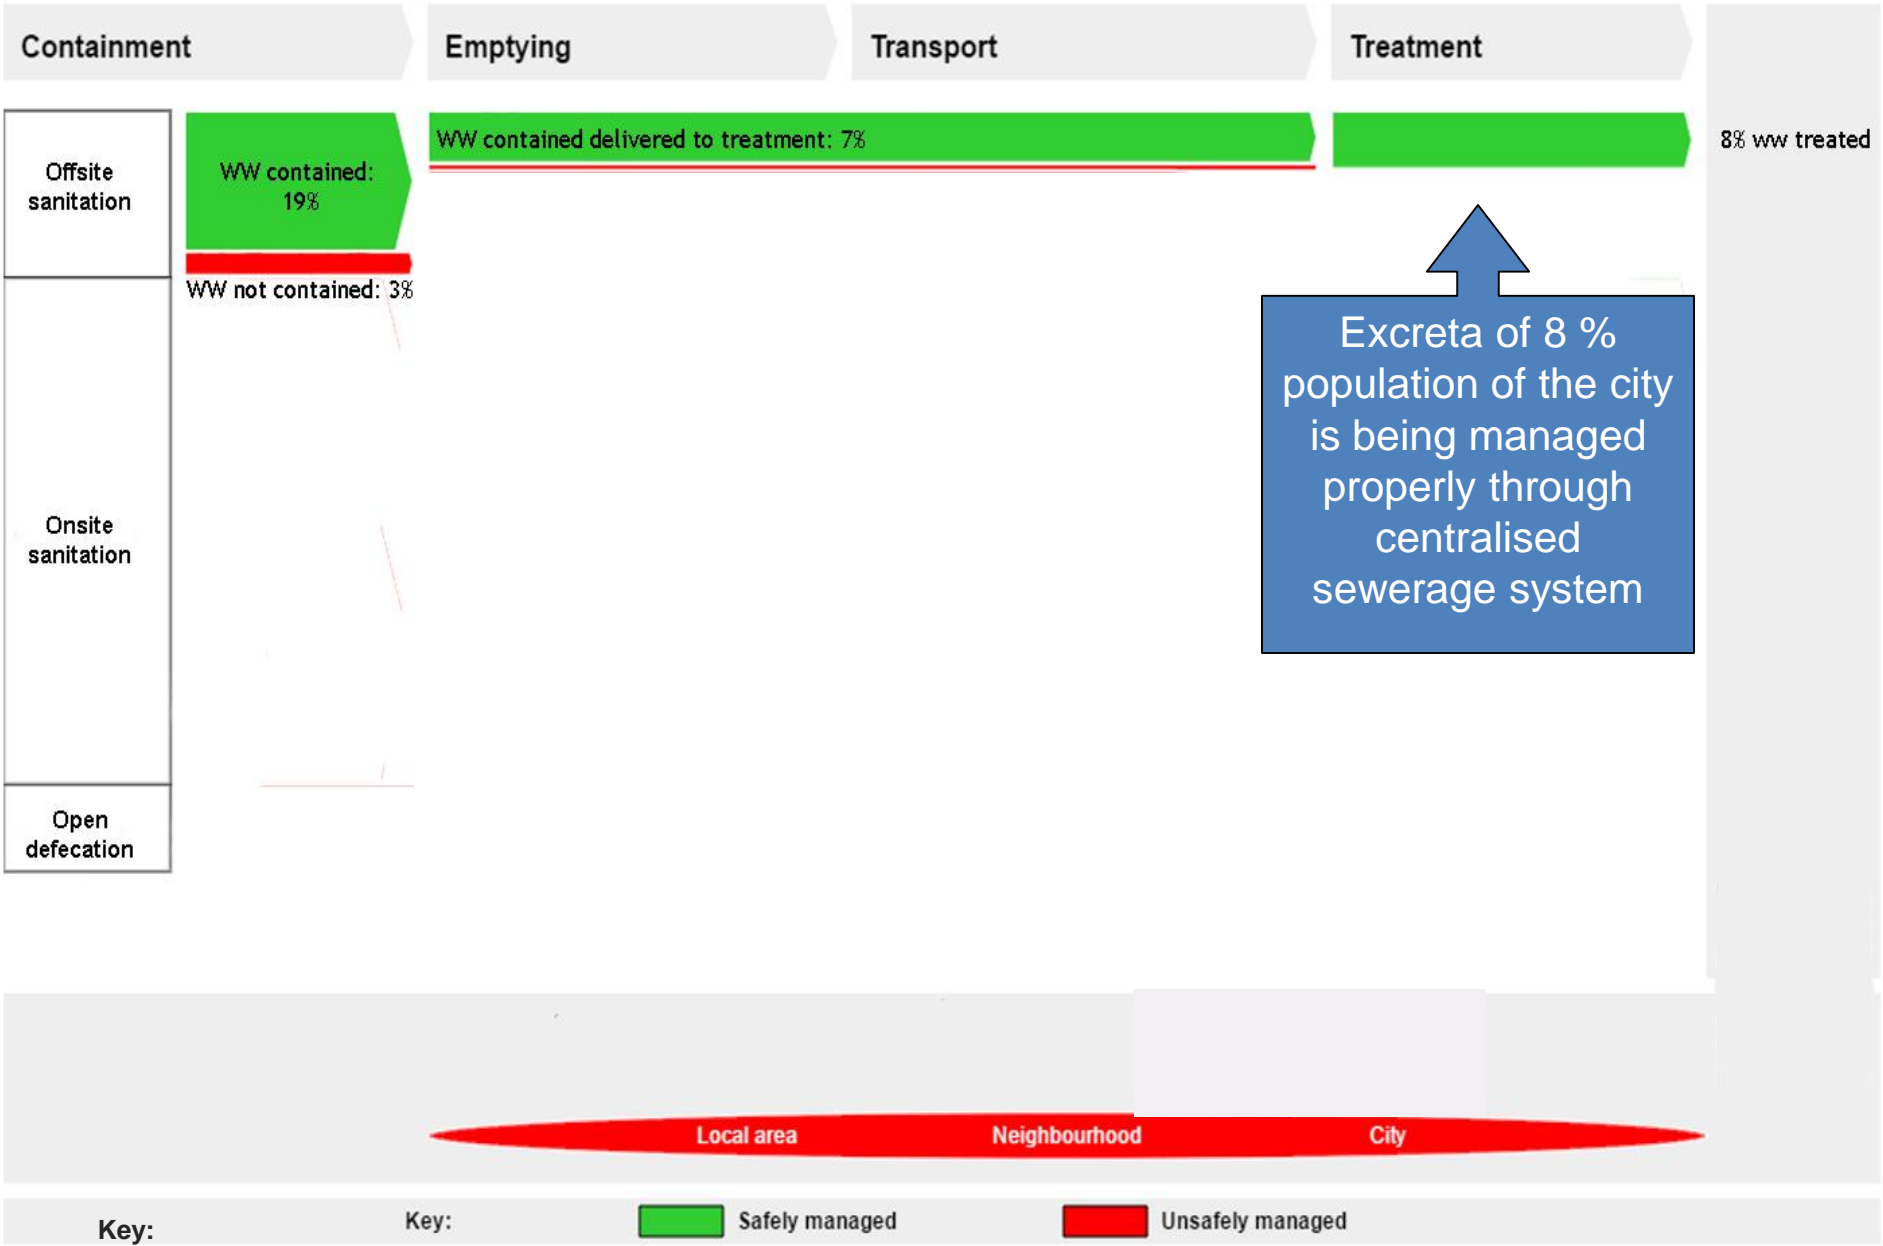 Containment
Emptying
Transport
Treatment
Offsite
sanitation
WW contained:
19%
WW contained delivered to treatment: 7%
8% ww treated
WW not contained: 3%
Excreta of 8 %
population of the city
is being managed
properly through
centralised
sewerage system
Onsite
sanitation
Open
defecation
Local area
Neighbourhood
City
Key:
Key:
Safely managed
Unsafely managed